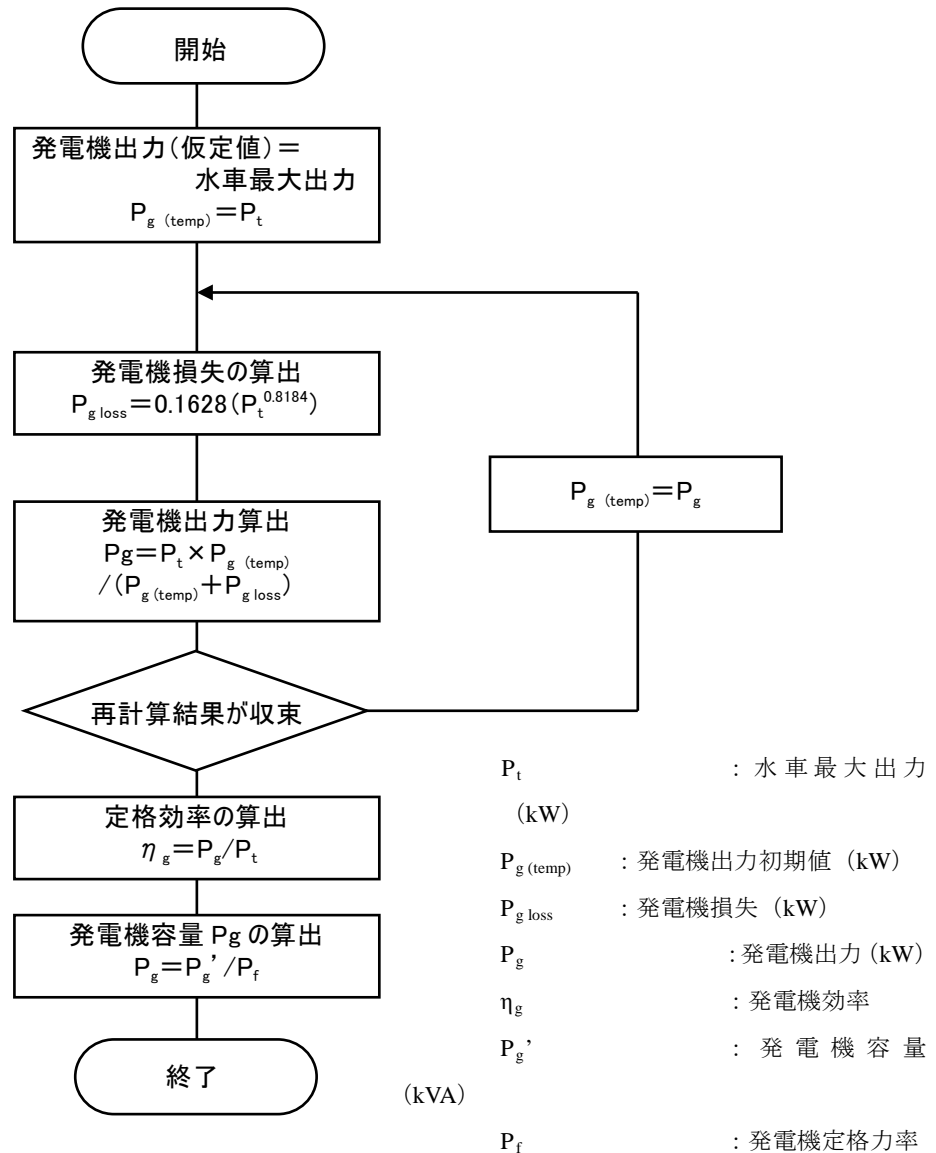 開始
発電機出力(仮定値)=
水車最大出力
Pg (temp)=Pt
発電機損失の算出
Pg loss=0.1628(Pt^0.8184)
発電機出力算出
Pg=Pt×Pg (temp)
/(Pg (temp)+Pg loss)
Pg (temp)=Pg
再計算結果が収束
定格効率の算出
ηg=Pg/Pt
発電機容量 Pg の算出
Pg=Pg’/Pf
終了
Pt :水車最大出力
(kW)
Pg (temp) :発電機出力初期値(kW)
Pg loss :発電機損失(kW)
Pg :発電機出力(kW)
ηg :発電機効率
Pg’ :発電機容量
(kVA)
Pf :発電機定格力率